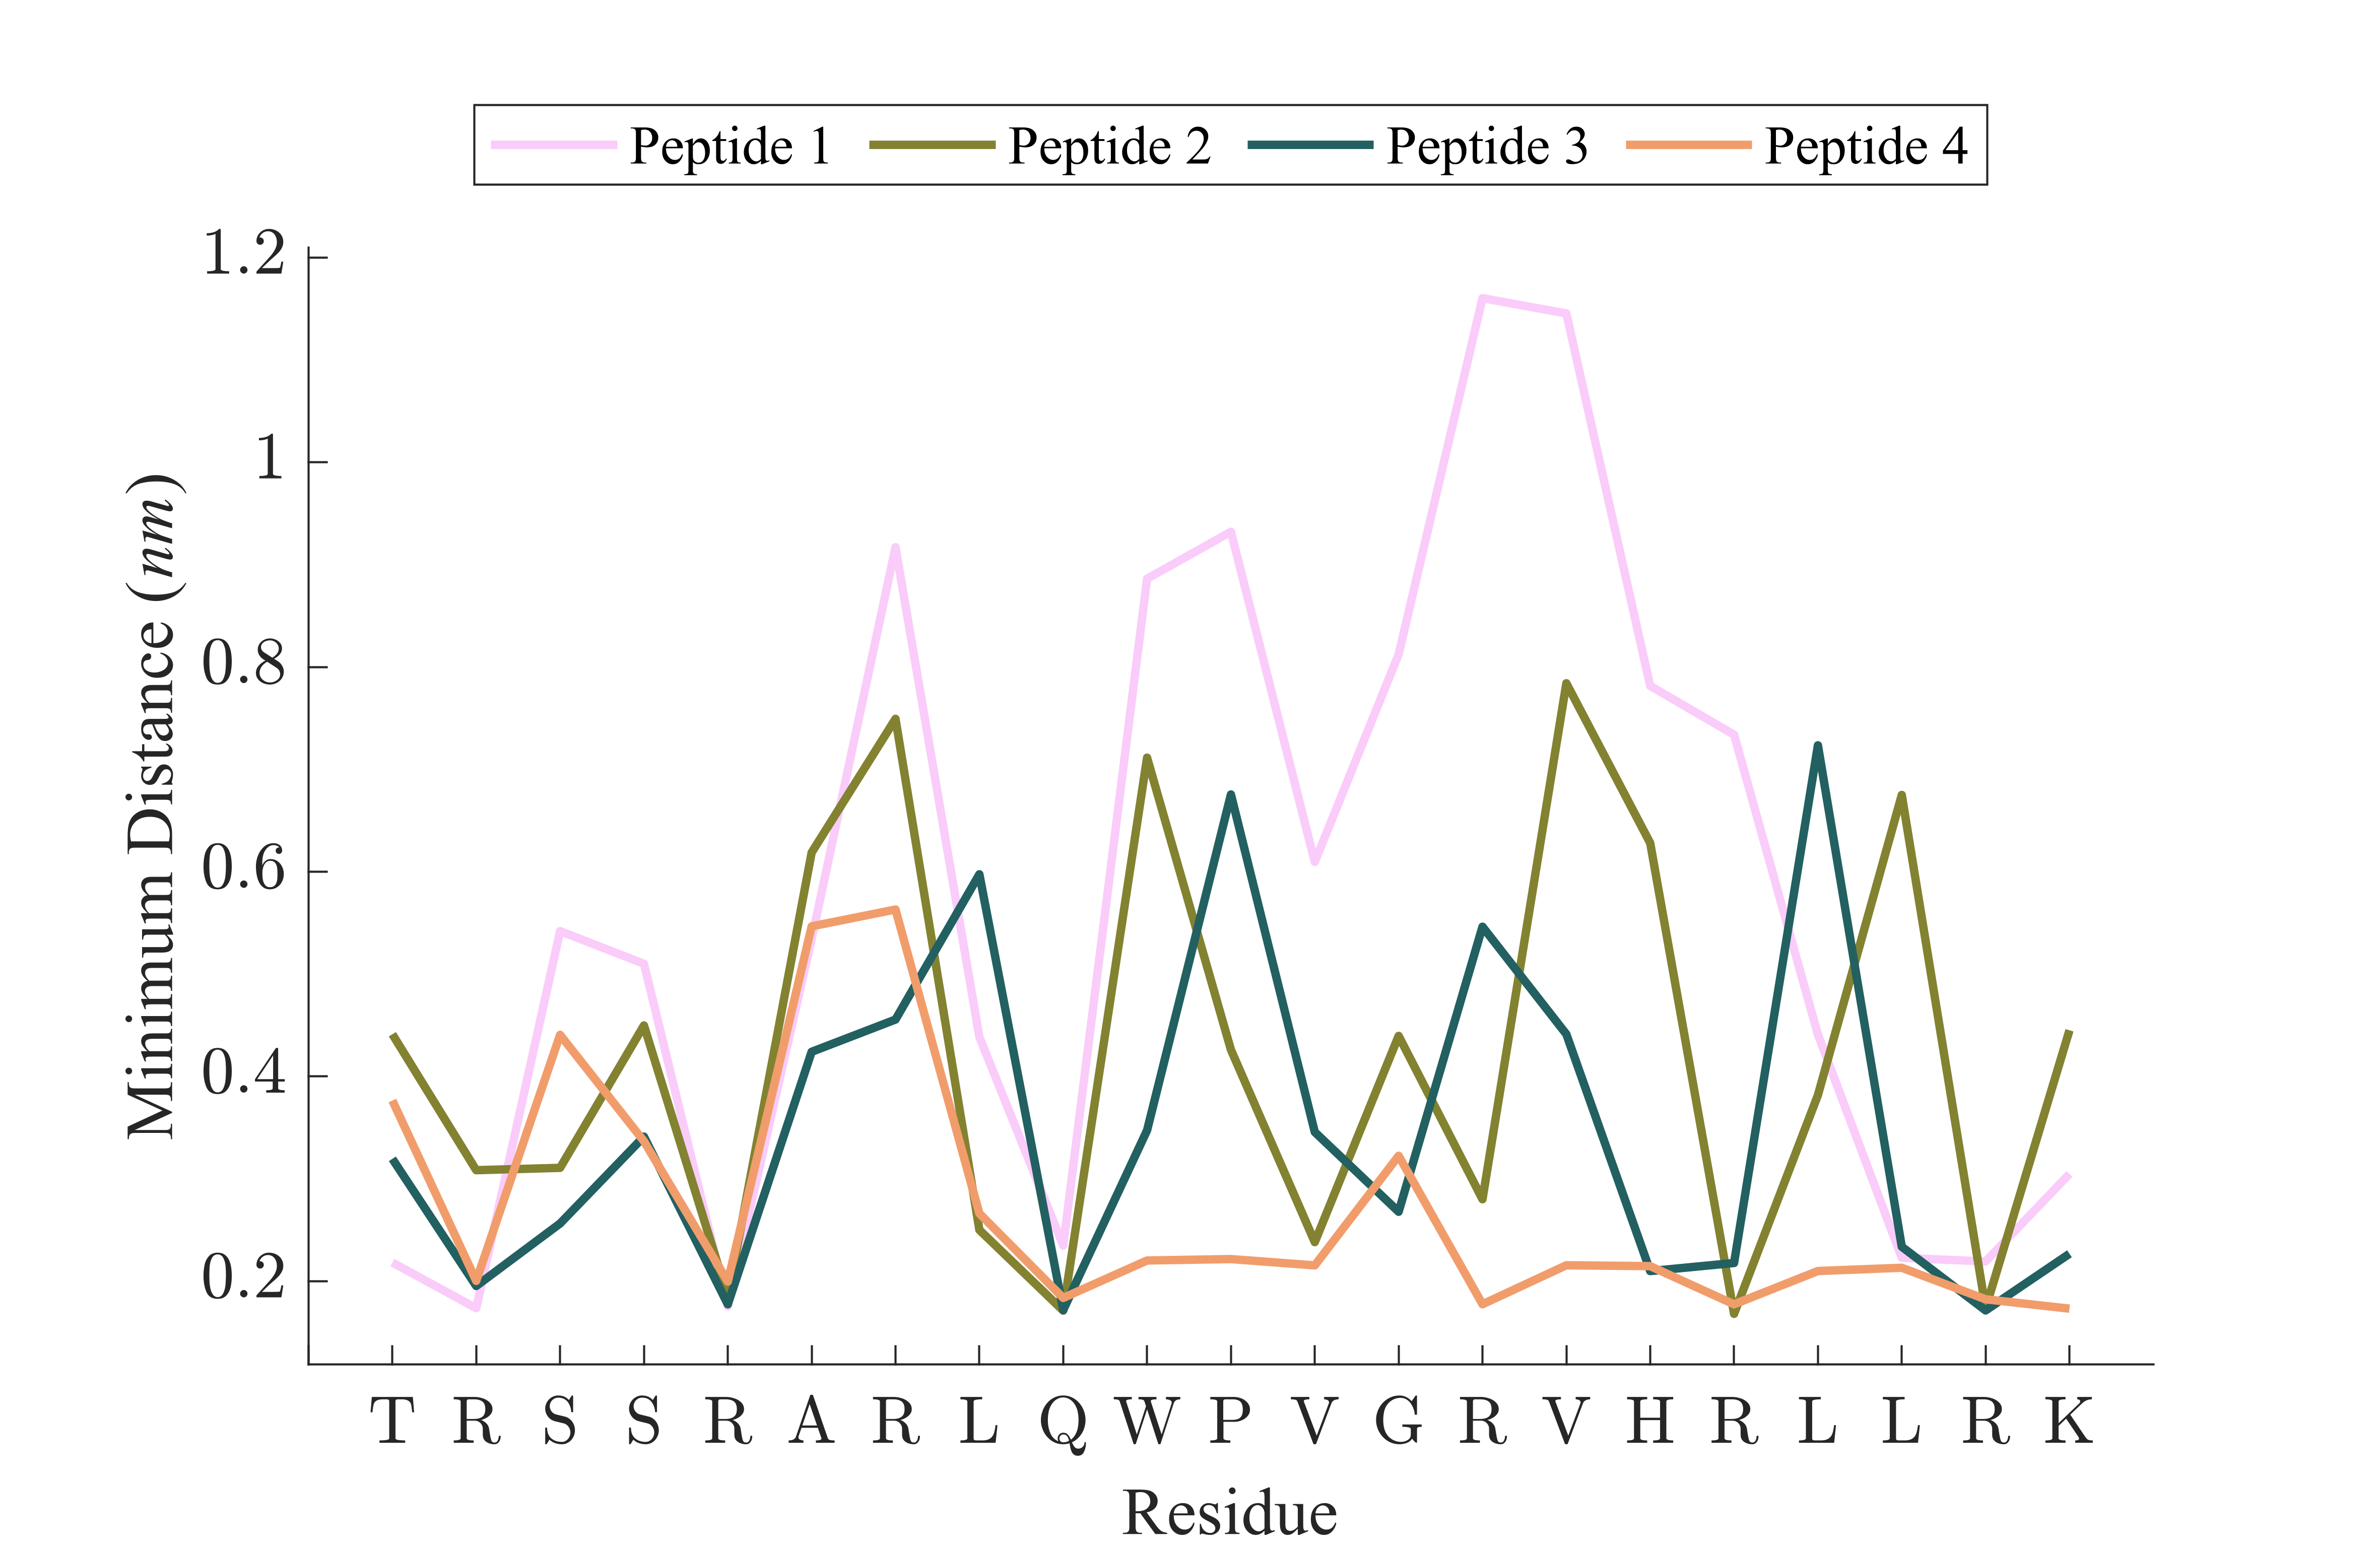 Peptide 1 Peptide 2 Peptide 3 Peptide 4
1.2
1
0.8
0.6
0.4
0.2
Minimum Distance (nm)
T R S S R A R L Q W P V G R V H R L L R K
Residue